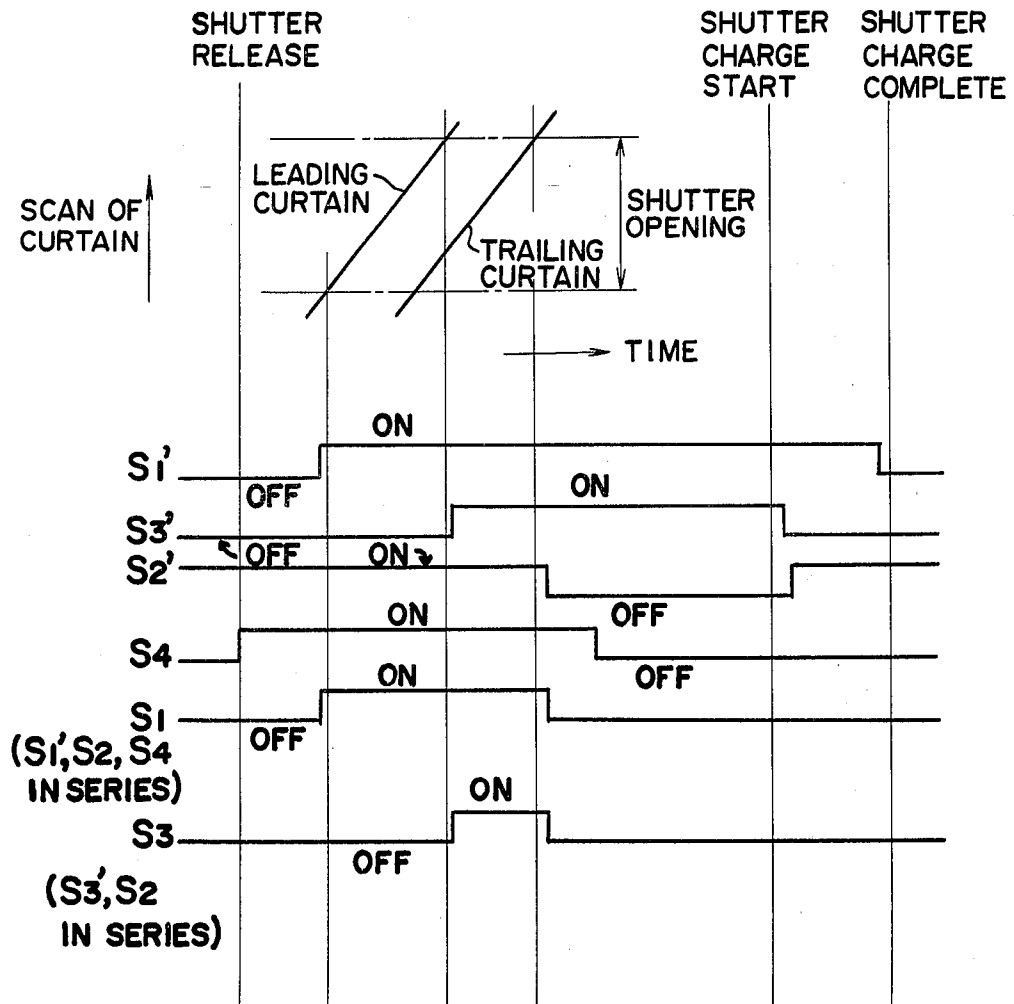 SHUTTER
RELEASE
SHUTTER
CHARGE
START
SHUTTER
CHARGE
COMPLETE
SCAN OF
CURTAIN
LEADING
CURTAIN
TRAILING
CURTAIN
SHUTTER
OPENING
TIME
S1'
ON
OFF
S3'
ON
OFF
S2'
ON
OFF
S4
ON
OFF
S1
ON
OFF
(S1', S2, S4
IN SERIES)
S3
ON
OFF
(S3', S2
IN SERIES)